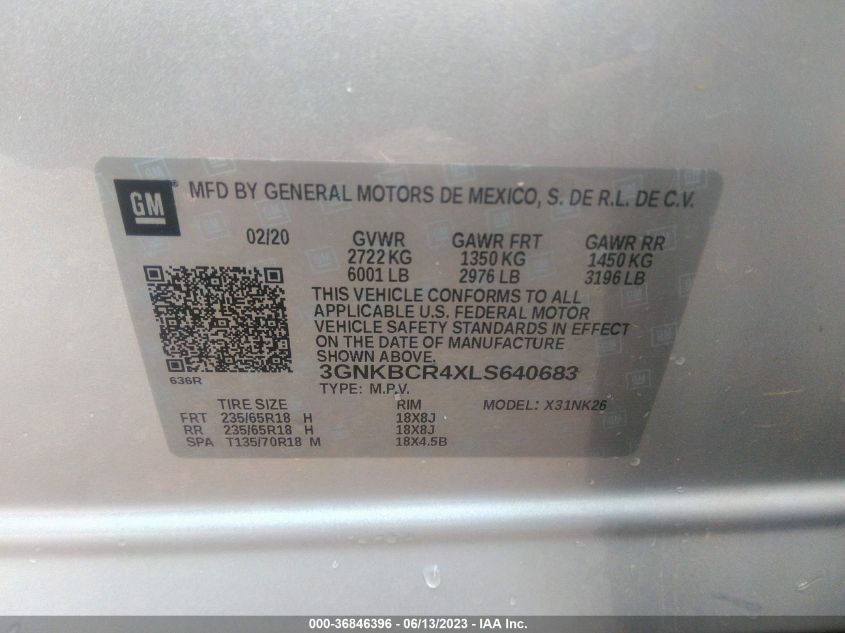 GM ® MFD BY GENERAL MOTORS DE MEXICO, S. DE R.L. DE C.V.
02/20 GVWR GAWR FRT GAWR RR
2722 KG 1350 KG 1450 KG
6001 LB 2976 LB 3196 LB
THIS VEHICLE CONFORMS TO ALL
APPLICABLE U.S. FEDERAL MOTOR
VEHICLE SAFETY STANDARDS IN EFFECT
ON THE DATE OF MANUFACTURE
SHOWN ABOVE.
636R 3GNKBCR4XLS640683
TYPE: M.P.V.
TIRE SIZE RIM MODEL: X31NK26
FRT 235/65R18 H 18X8J
RR 235/65R18 H 18X8J
SPA T135/70R18 M 18X4.5B
000-36846396 - 06/13/2023 - IAA Inc.